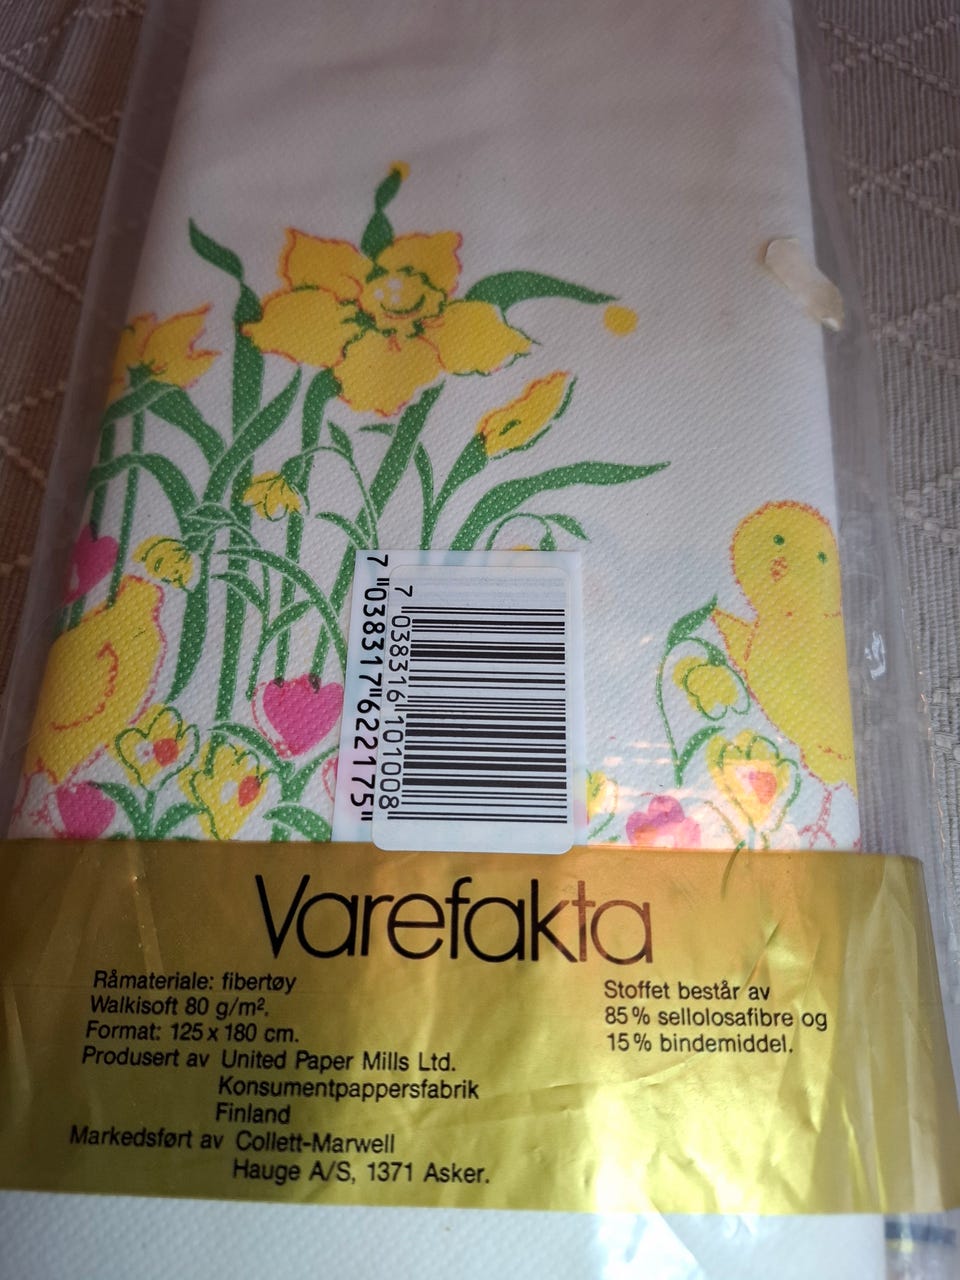 7 "038317"622175"
7 "038316"101008
Varefakta
Råmateriale: fibertøy
Walkisoft 80 g/m².
Format: 125 x 180 cm.
Produsert av United Paper Mills Ltd.
Konsumentpappersfabrik
Finland
Markedsført av Collett-Marwell
Hauge A/S, 1371 Asker.
Stoffet består av
85% sellolosafibre og
15% bindemiddel.